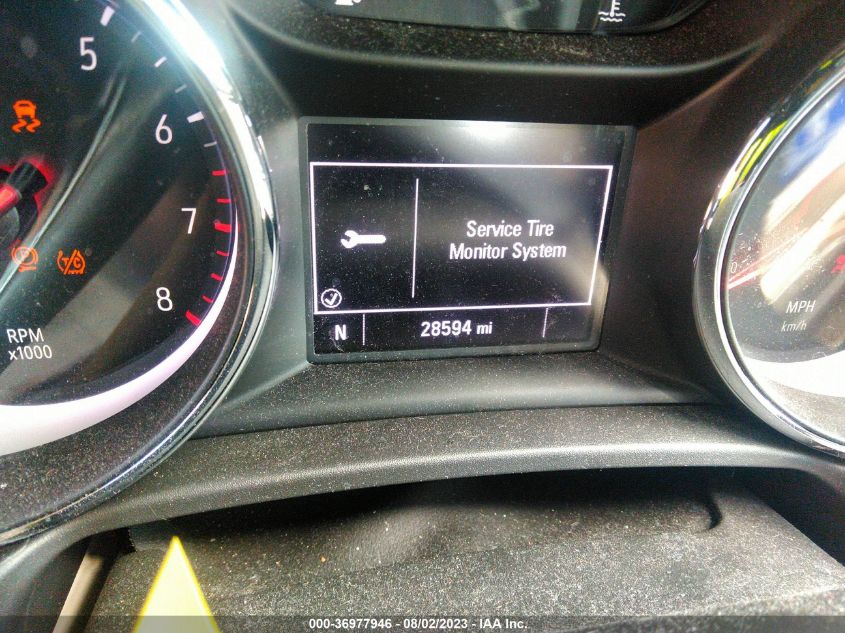 5
6
7
8
RPM
x1000
Service Tire
Monitor System
N
28594 mi
0
MPH
km/h
000-36977946 - 08/02/2023 - IAA Inc.